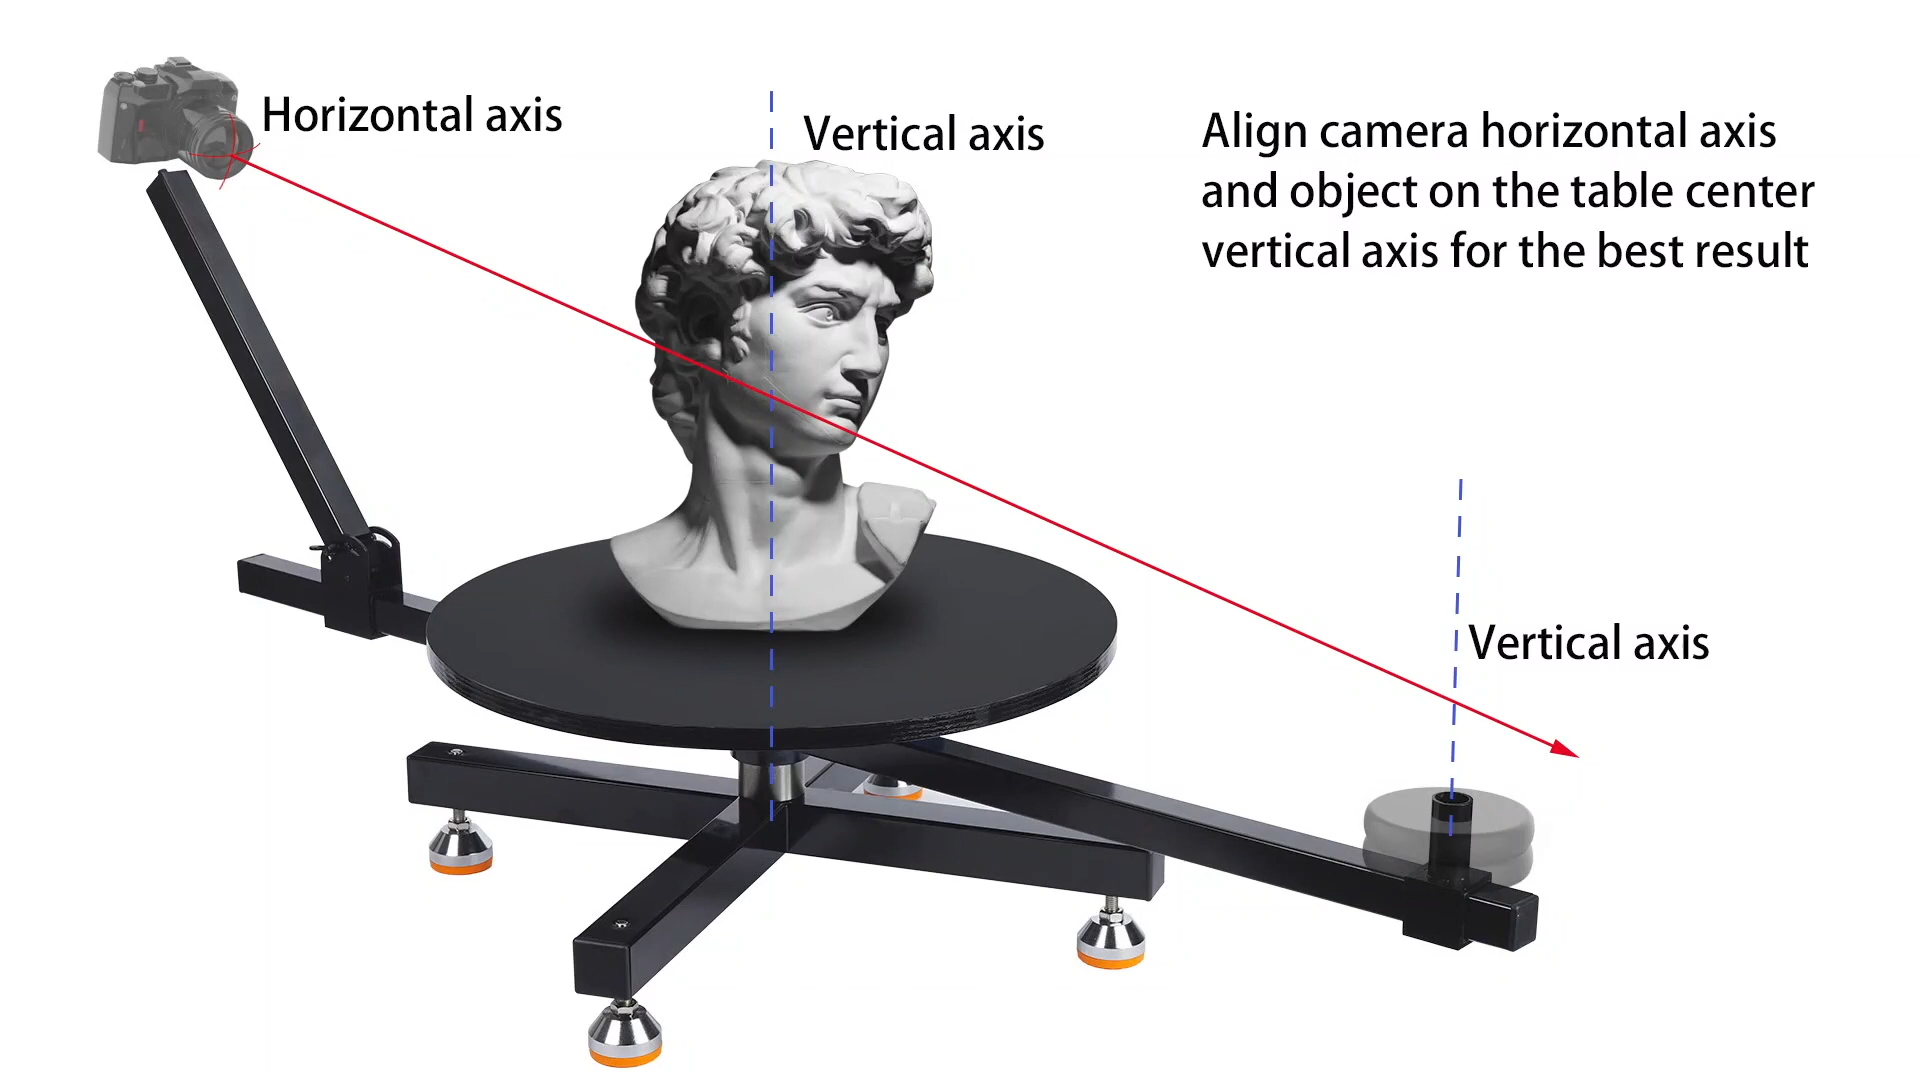 Horizontal axis
Vertical axis
Align camera horizontal axis
and object on the table center
vertical axis for the best result
Vertical axis